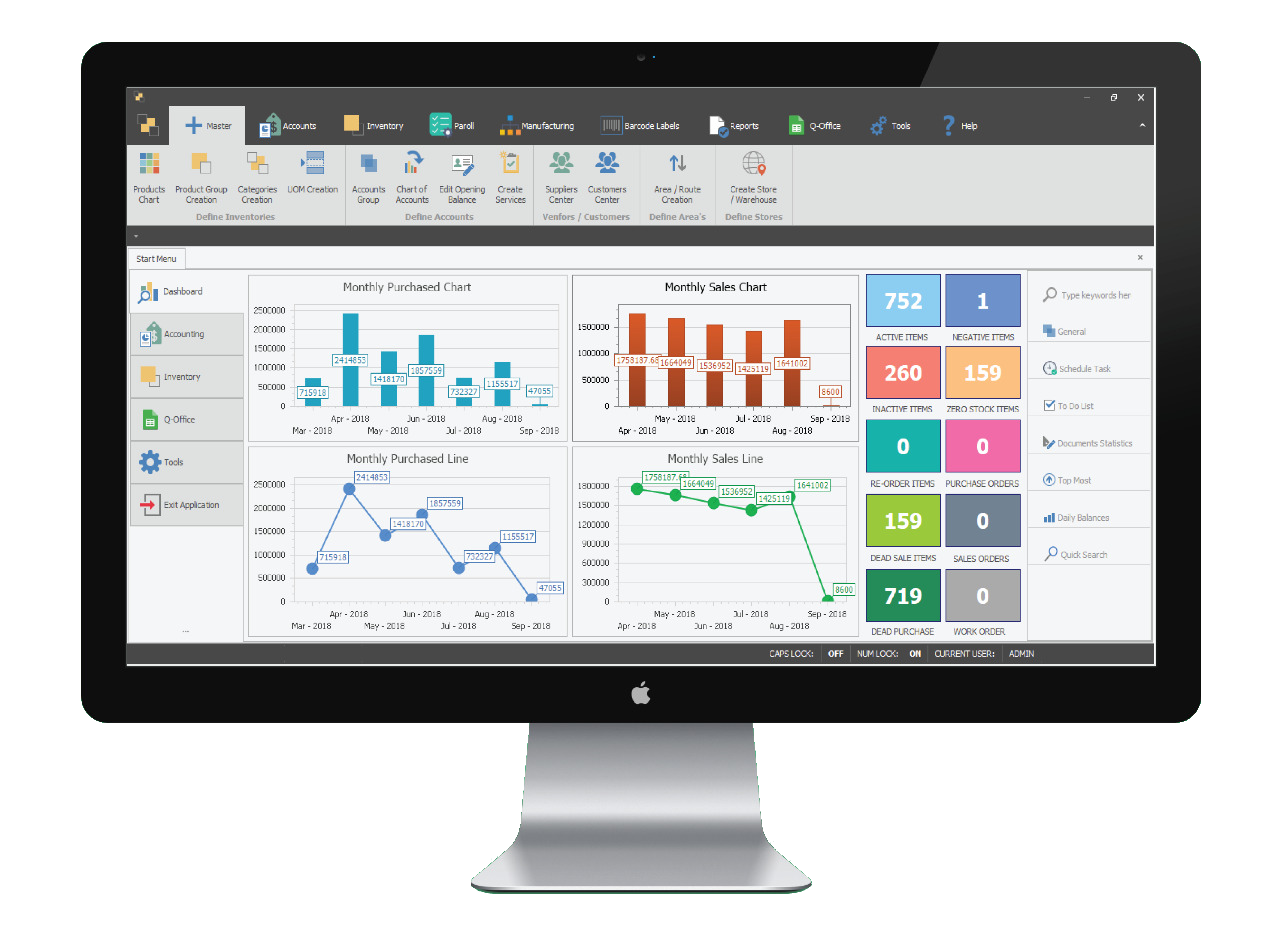 Master
Accounts
Inventory
Paroll
Manufacturing
Barcode Labels
Reports
Q-Office
Tools
Help
Products Chart
Product Group Creation
Categories Creation
UOM Creation
Accounts Group
Chart of Accounts
Edit Opening Balance
Create Services
Suppliers Center
Customers Center
Area / Route Creation
Create Store / Warehouse
Define Inventories
Define Accounts
Venfors / Customers
Define Area's
Define Stores
Start Menu
Dashboard
Accounting
Inventory
Q-Office
Tools
Exit Application
...
Monthly Purchased Chart
2500000
2000000
1500000
1000000
500000
0
715918
2414853
1418170
1857559
732327
1155517
47055
Apr - 2018
Jun - 2018
Aug - 2018
Mar - 2018
May - 2018
Jul - 2018
Sep - 2018
Monthly Sales Chart
1500000
1000000
500000
0
1758187.68
1664049
1536952
1425119
1641002
8600
May - 2018
Jul - 2018
Sep - 2018
Apr - 2018
Jun - 2018
Aug - 2018
Monthly Purchased Line
2500000
2000000
1500000
1000000
500000
0
715918
2414853
1418170
1857559
732327
1155517
47055
Apr - 2018
Jun - 2018
Aug - 2018
Mar - 2018
May - 2018
Jul - 2018
Sep - 2018
Monthly Sales Line
1800000
1500000
1200000
900000
600000
300000
0
1758187.68
1664049
1536952
1425119
1641002
8600
May - 2018
Jul - 2018
Sep - 2018
Apr - 2018
Jun - 2018
Aug - 2018
752
ACTIVE ITEMS
1
NEGATIVE ITEMS
260
INACTIVE ITEMS
159
ZERO STOCK ITEMS
0
RE-ORDER ITEMS
0
PURCHASE ORDERS
159
DEAD SALE ITEMS
0
SALES ORDERS
719
DEAD PURCHASE
0
WORK ORDER
Type keywords her
General
Schedule Task
To Do List
Documents Statistics
Top Most
Daily Balances
Quick Search
CAPS LOCK: OFF NUM LOCK: ON CURRENT USER: ADMIN